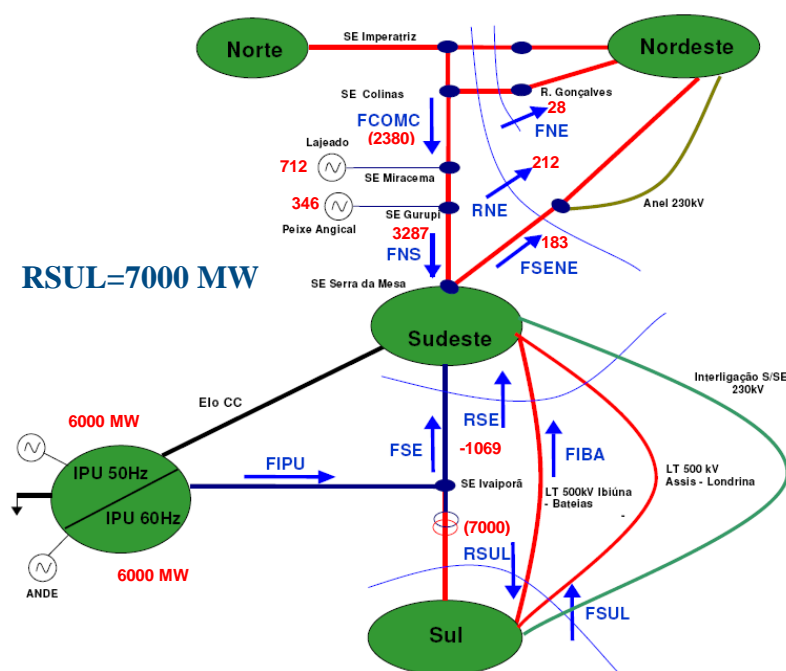 SE Imperatriz
Norte
Nordeste
SE Colinas
R. Gonçalves
28
FCOMC
(2380)
FNE
Lajeado
712
SE Miracema
212
346
Peixe Angical
SE Gurupi
RNE
Anel 230kV
3287
FNS
183
FSENE
RSUL=7000 MW
SE Serra da Mesa
Sudeste
Interligação S/SE
230kV
Elo CC
RSE
6000 MW
FSE
-1069
FIBA
IPU 50Hz
FIPU
LT 500 kV
Assis - Londrina
SE Ivaiporã
LT 500kV Ibiúna
- Bateias
-
IPU 60Hz
(7000)
RSUL
6000 MW
ANDE
FSUL
Sul